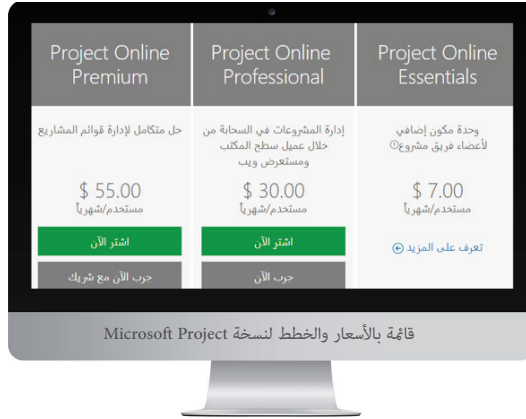 Project Online
Essentials
وحدة مكون إضافي
لأعضاء فريق مشروع
$ 7.00
مستخدم/شهرياً
تعرف على المزيد
Project Online
Professional
إدارة المشروعات في السحابة من
خلال عميل سطح المكتب
ومستعرض ويب
$ 30.00
مستخدم/شهرياً
اشتر الآن
جرب الآن
Project Online
Premium
حل متكامل لإدارة قوائم المشاريع
$ 55.00
مستخدم/شهرياً
اشتر الآن
جرب الآن مع شريك
قائمة بالأسعار والخطط لنسخة Microsoft Project